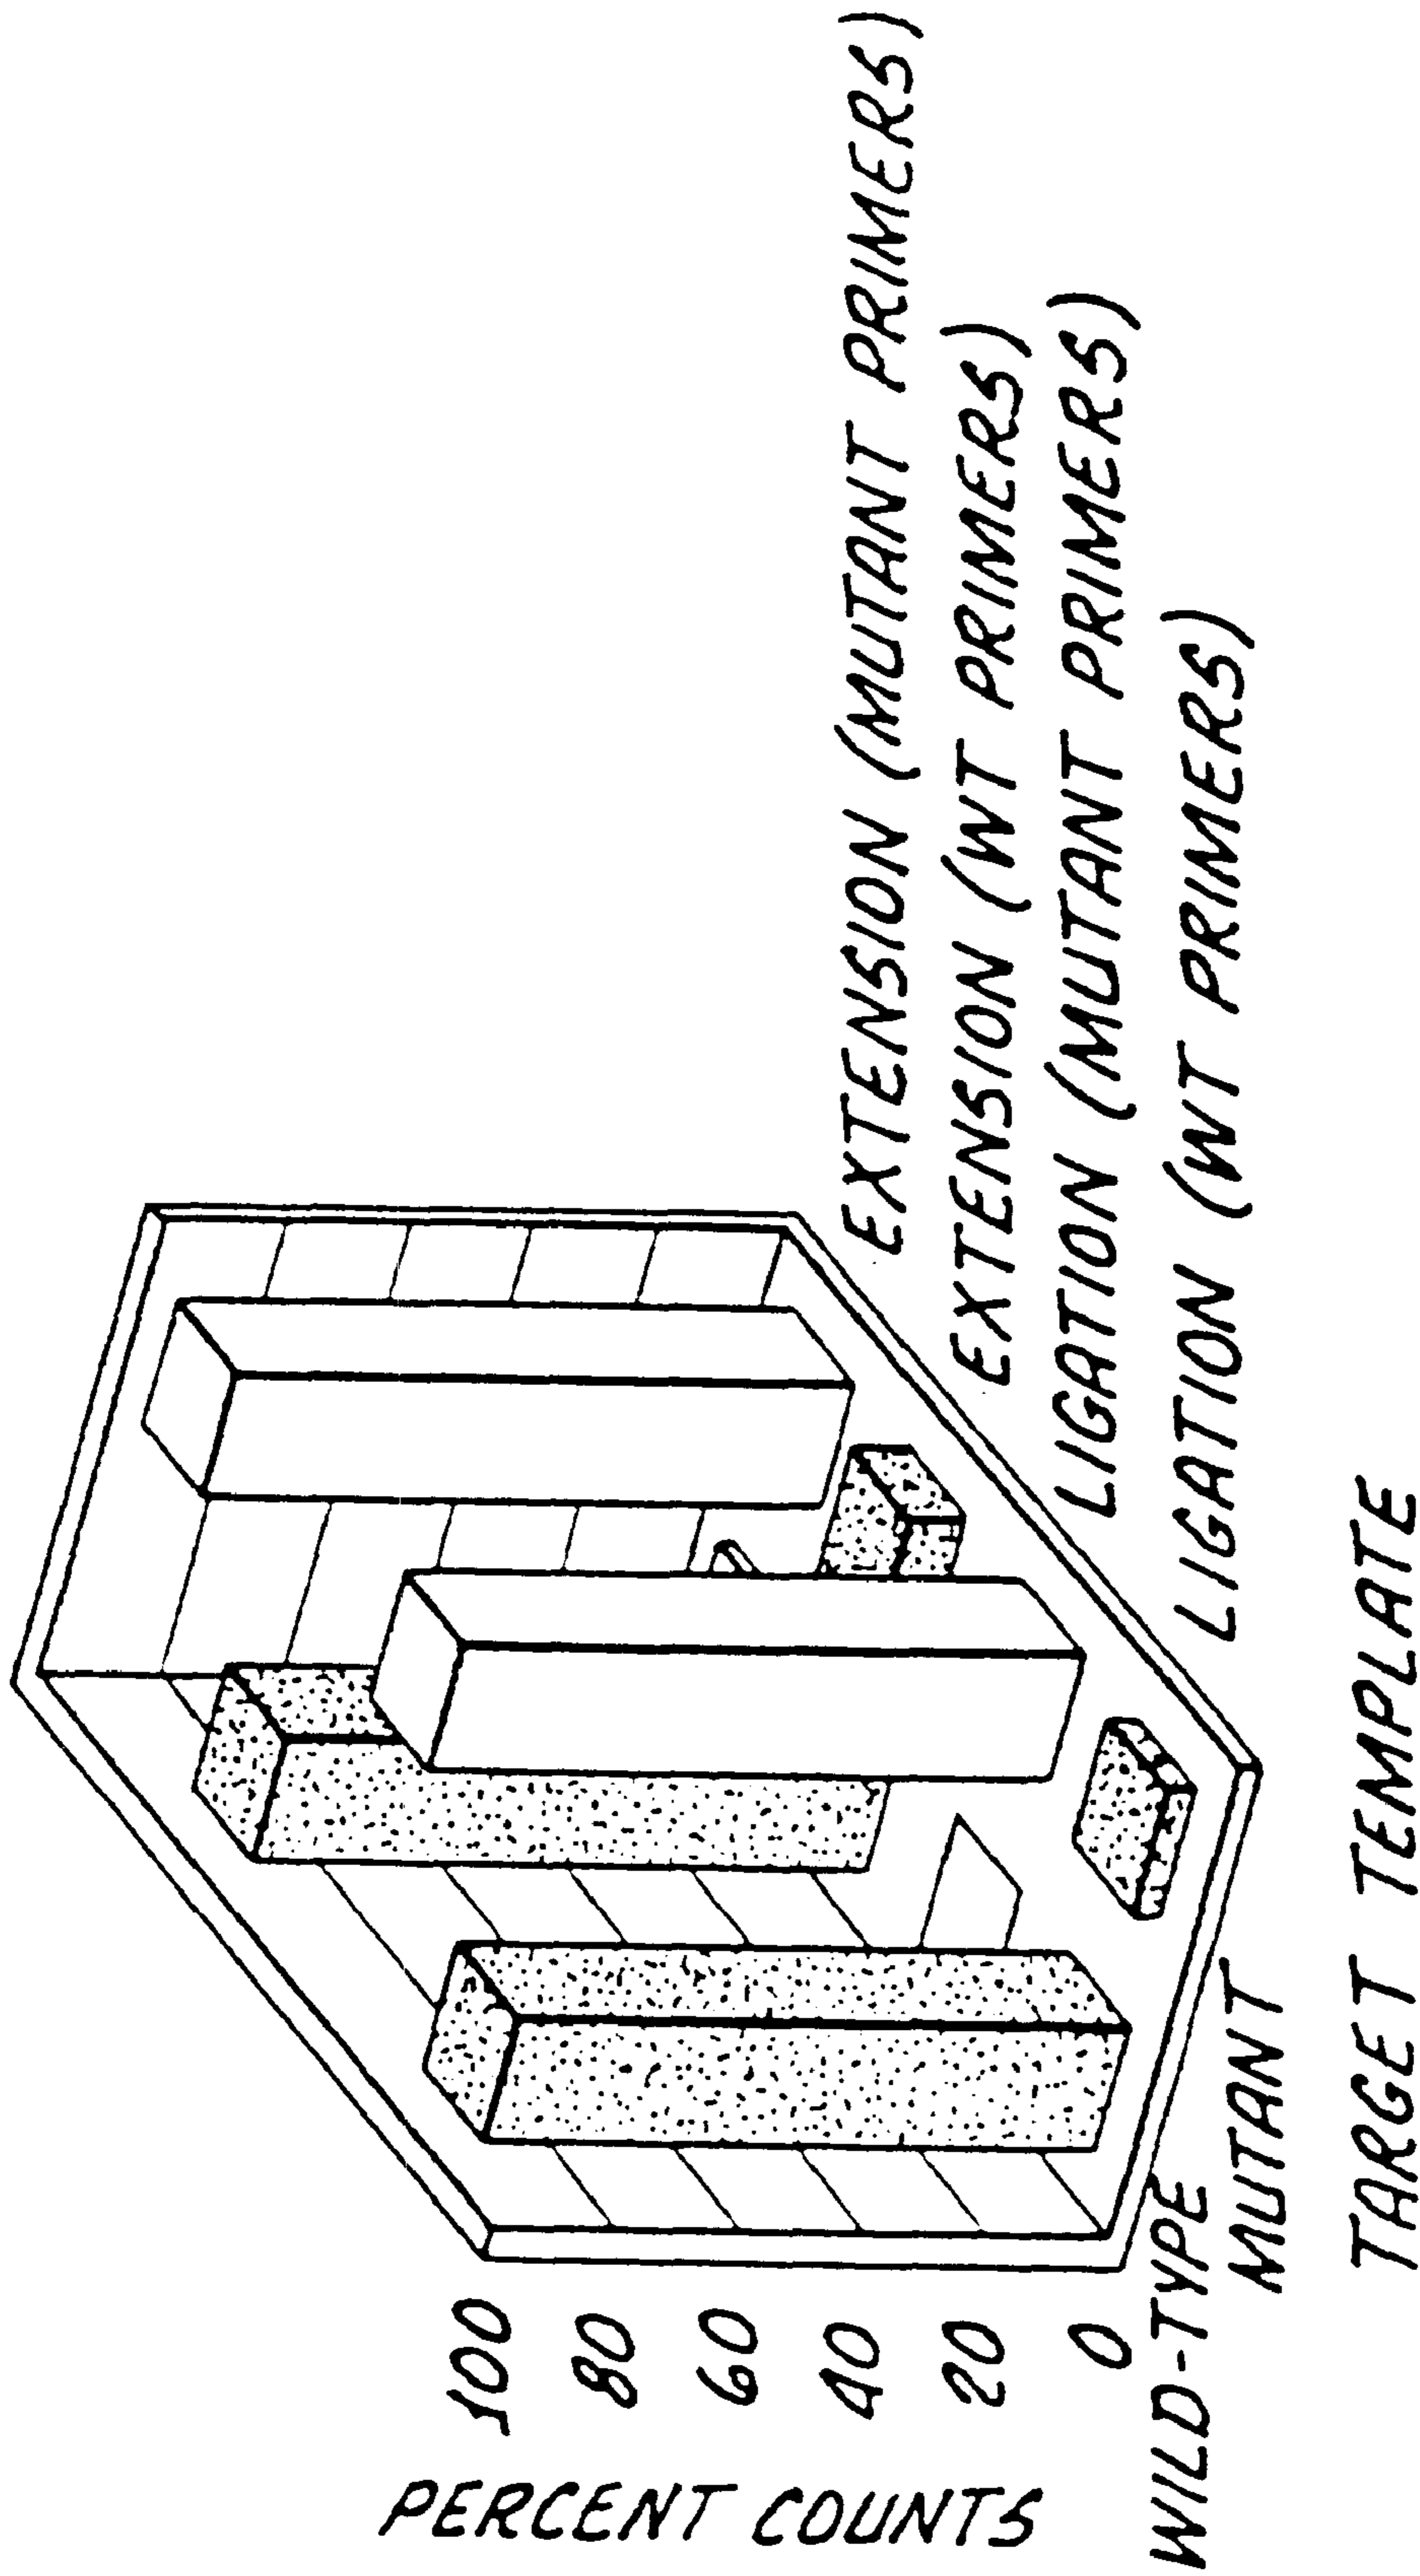 PERCENT COUNTS
100
80
60
40
20
0
WILD-TYPE
MUTANT
TARGET TEMPLATE
EXTENSION (MUTANT PRIMERS)
EXTENSION (WT PRIMERS)
LIGATION (MUTANT PRIMERS)
LIGATION (WT PRIMERS)